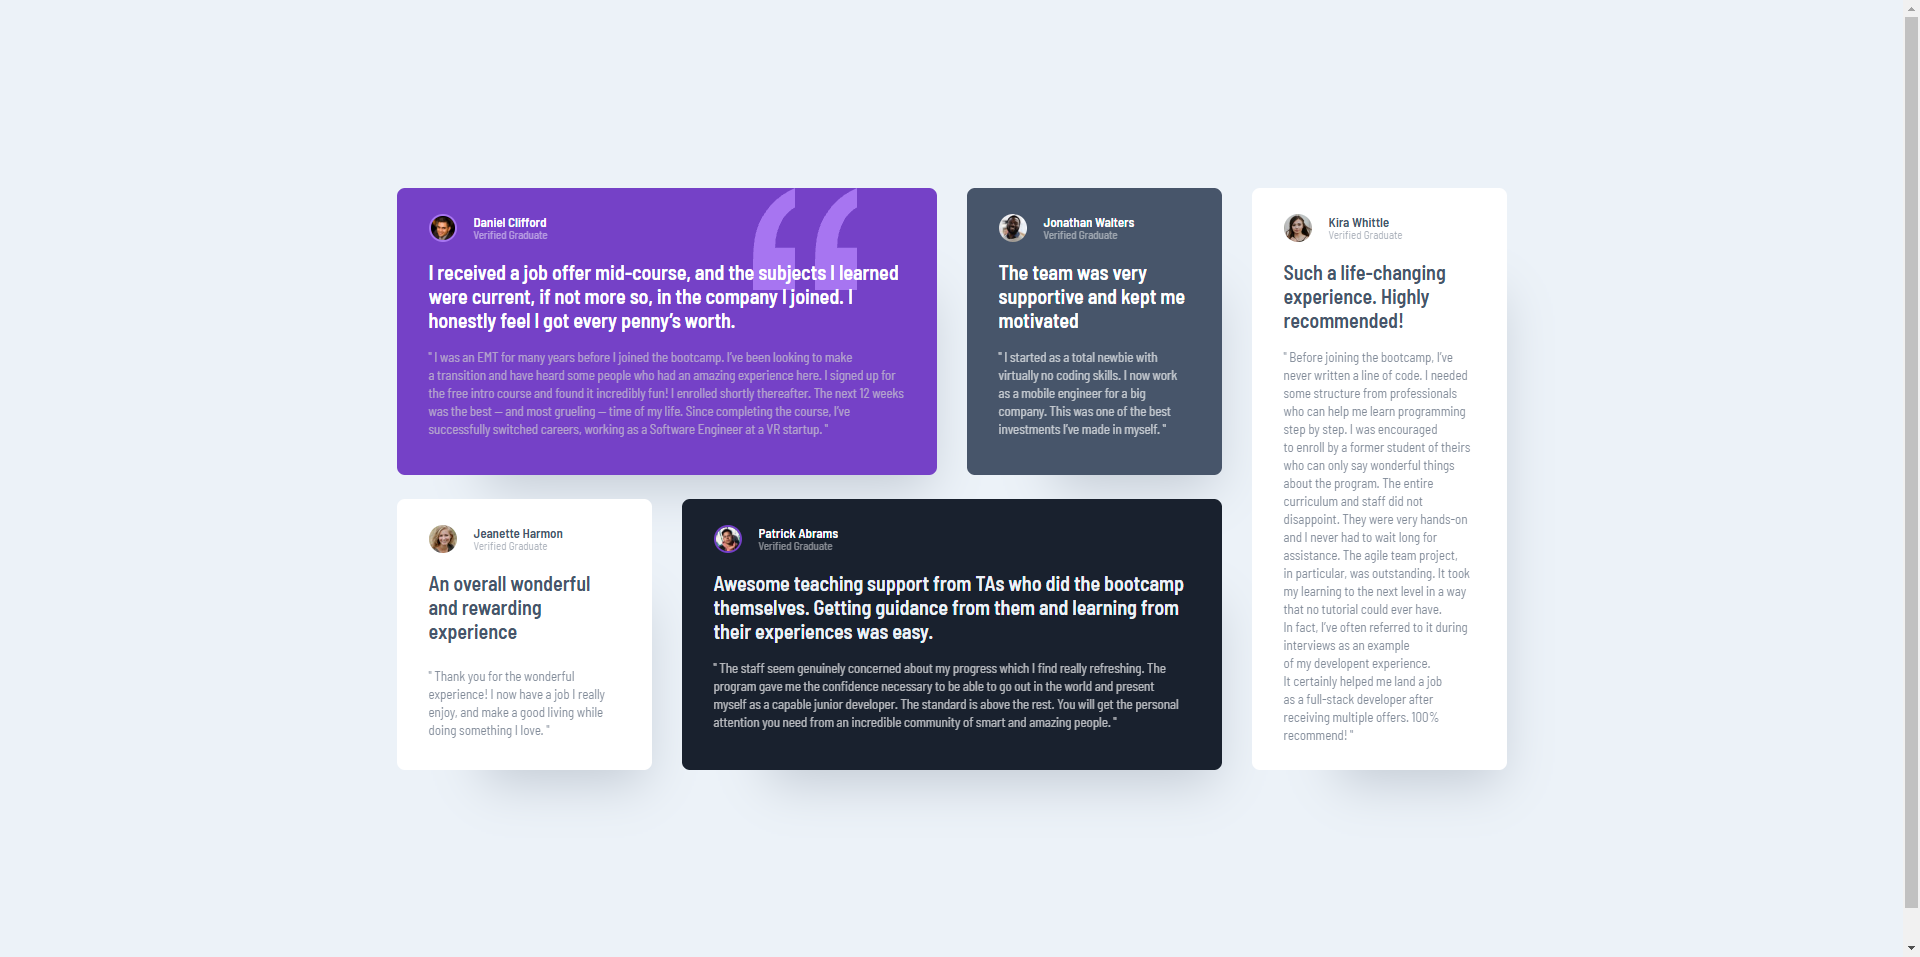 Daniel Clifford
Verified Graduate
I received a job offer mid-course, and the subjects I learned
were current, if not more so, in the company I joined. I
honestly feel I got every penny’s worth.
" I was an EMT for many years before I joined the bootcamp. I’ve been looking to make
a transition and have heard some people who had an amazing experience here. I signed up for
the free intro course and found it incredibly fun! I enrolled shortly thereafter. The next 12 weeks
was the best — and most grueling — time of my life. Since completing the course, I’ve
successfully switched careers, working as a Software Engineer at a VR startup. "
Jonathan Walters
Verified Graduate
The team was very
supportive and kept me
motivated
" I started as a total newbie with
virtually no coding skills. I now work
as a mobile engineer for a big
company. This was one of the best
investments I’ve made in myself. "
Kira Whittle
Verified Graduate
Such a life-changing
experience. Highly
recommended!
" Before joining the bootcamp, I’ve
never written a line of code. I needed
some structure from professionals
who can help me learn programming
step by step. I was encouraged
to enroll by a former student of theirs
who can only say wonderful things
about the program. The entire
curriculum and staff did not
disappoint. They were very hands-on
and I never had to wait long for
assistance. The agile team project,
in particular, was outstanding. It took
my learning to the next level in a way
that no tutorial could ever have.
In fact, I’ve often referred to it during
interviews as an example
of my developent experience.
It certainly helped me land a job
as a full-stack developer after
receiving multiple offers. 100%
recommend! "
Jeanette Harmon
Verified Graduate
An overall wonderful
and rewarding
experience
" Thank you for the wonderful
experience! I now have a job I really
enjoy, and make a good living while
doing something I love. "
Patrick Abrams
Verified Graduate
Awesome teaching support from TAs who did the bootcamp
themselves. Getting guidance from them and learning from
their experiences was easy.
" The staff seem genuinely concerned about my progress which I find really refreshing. The
program gave me the confidence necessary to be able to go out in the world and present
myself as a capable junior developer. The standard is above the rest. You will get the personal
attention you need from an incredible community of smart and amazing people. "